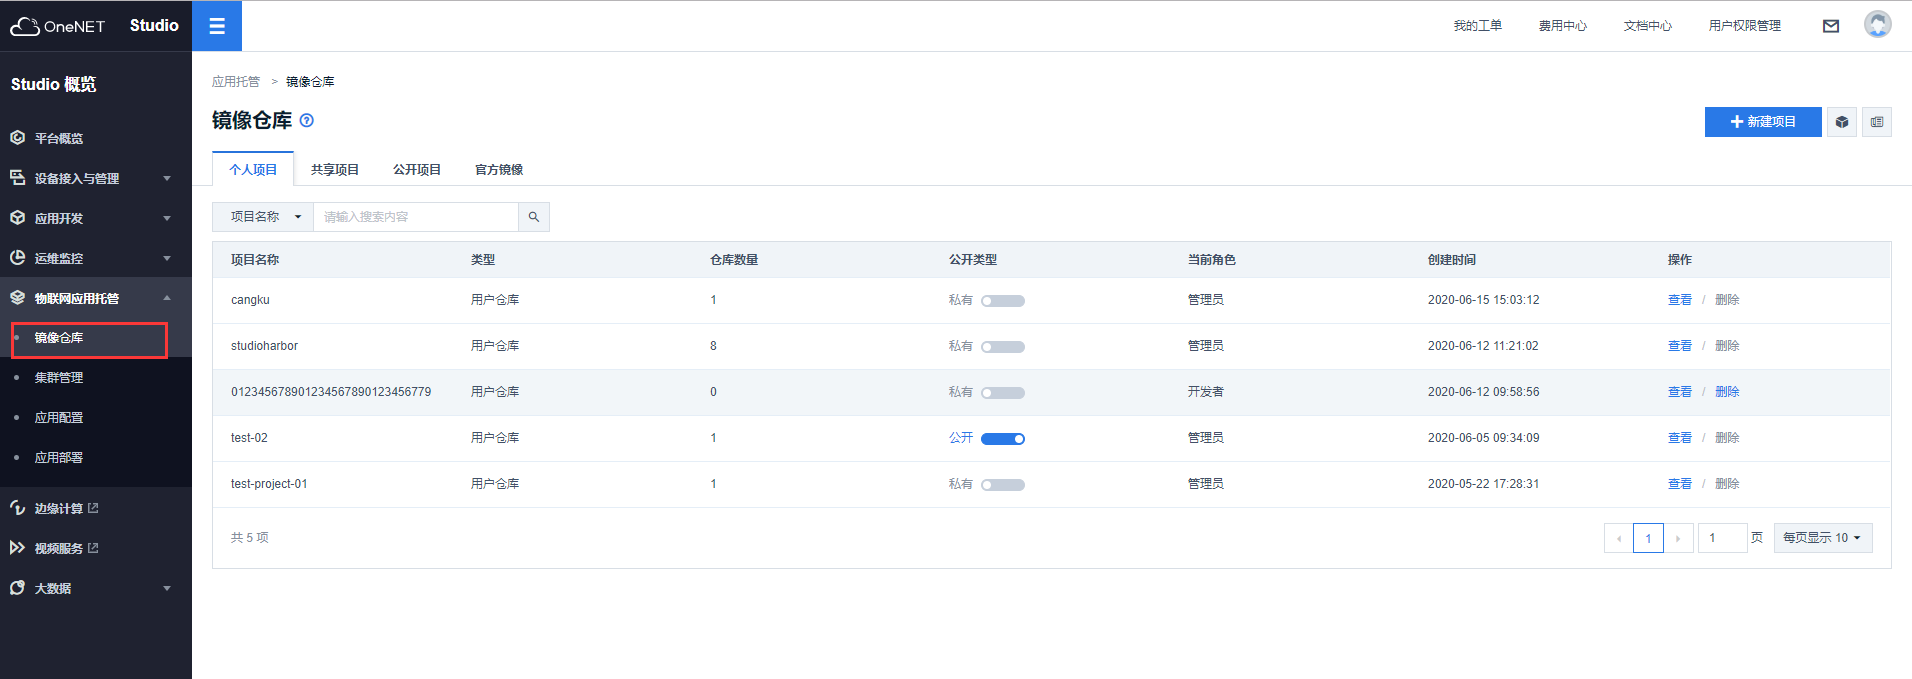 OneNET Studio
我的工单 费用中心 文档中心 用户权限管理
Studio 概览
平台概览
设备接入与管理
应用开发
运维监控
物联网应用托管
镜像仓库
集群管理
应用配置
应用部署
边缘计算
视频服务
大数据
应用托管 > 镜像仓库
镜像仓库
新建项目
个人项目 共享项目 公开项目 官方镜像
项目名称 请输入搜索内容
项目名称 类型 仓库数量 公开类型 当前角色 创建时间 操作
cangku 用户仓库 1 私有 管理员 2020-06-15 15:03:12 查看 / 删除
studioharbor 用户仓库 8 私有 管理员 2020-06-12 11:21:02 查看 / 删除
012345678901234567890123456779 用户仓库 0 私有 开发者 2020-06-12 09:58:56 查看 / 删除
test-02 用户仓库 1 公开 管理员 2020-06-05 09:34:09 查看 / 删除
test-project-01 用户仓库 1 私有 管理员 2020-05-22 17:28:31 查看 / 删除
共 5 项 1 1 页 每页显示 10